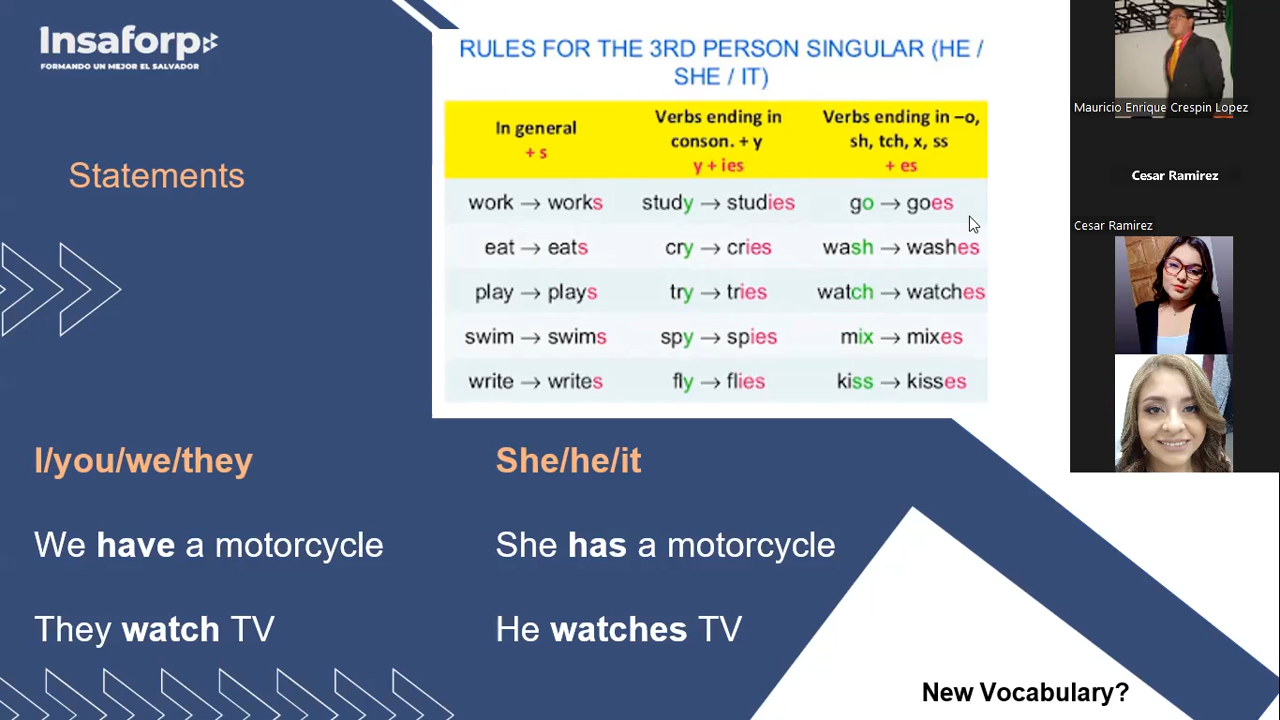 Insaforp
FORMANDO UN MEJOR EL SALVADOR
Statements
RULES FOR THE 3RD PERSON SINGULAR (HE /
SHE / IT)
In general
+ s
Verbs ending in
conson. + y
y + ies
Verbs ending in –o,
sh, tch, x, ss
+ es
work → works
study → studies
go → goes
eat → eats
cry → cries
wash → washes
play → plays
try → tries
watch → watches
swim → swims
spy → spies
mix → mixes
write → writes
fly → flies
kiss → kisses
I/you/we/they
She/he/it
We have a motorcycle
She has a motorcycle
They watch TV
He watches TV
New Vocabulary?
Mauricio Enrique Crespin Lopez
Cesar Ramirez
Cesar Ramirez